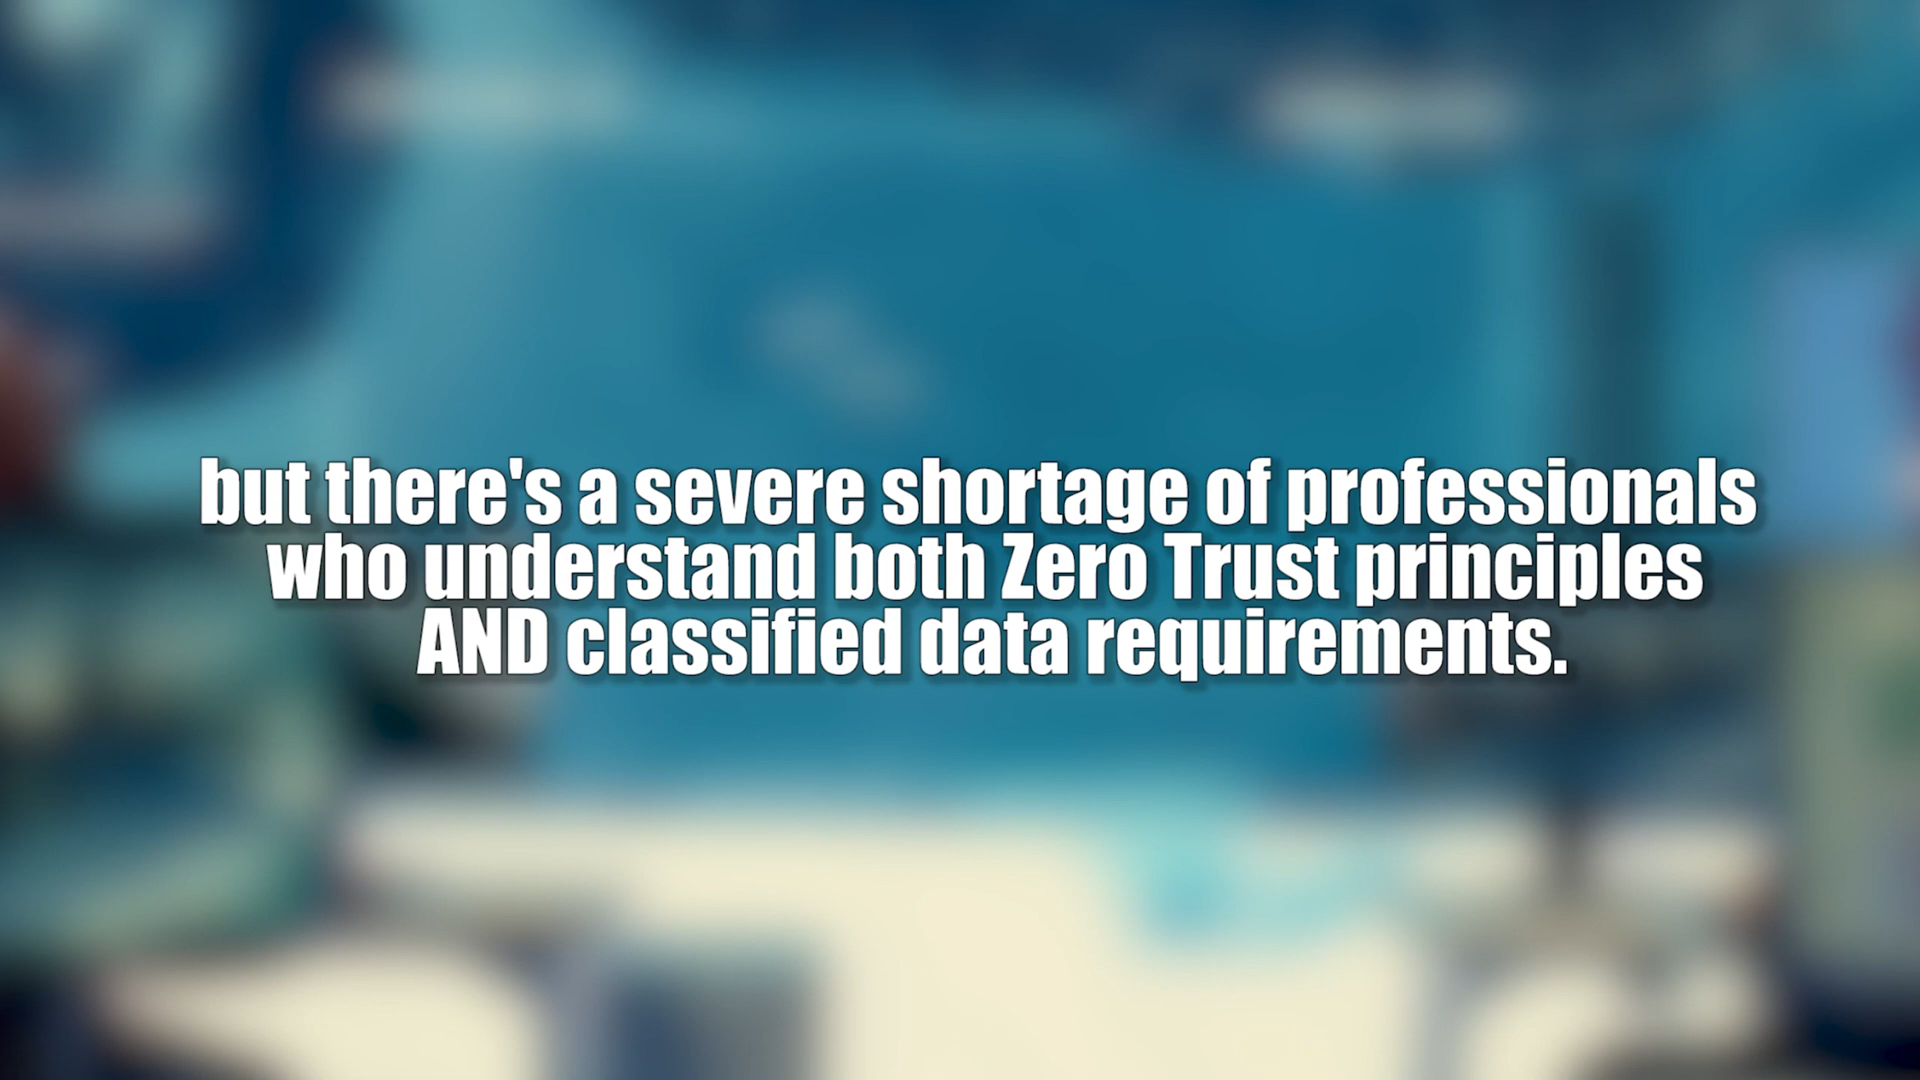 but there's a severe shortage of professionals
who understand both Zero Trust principles
AND classified data requirements.